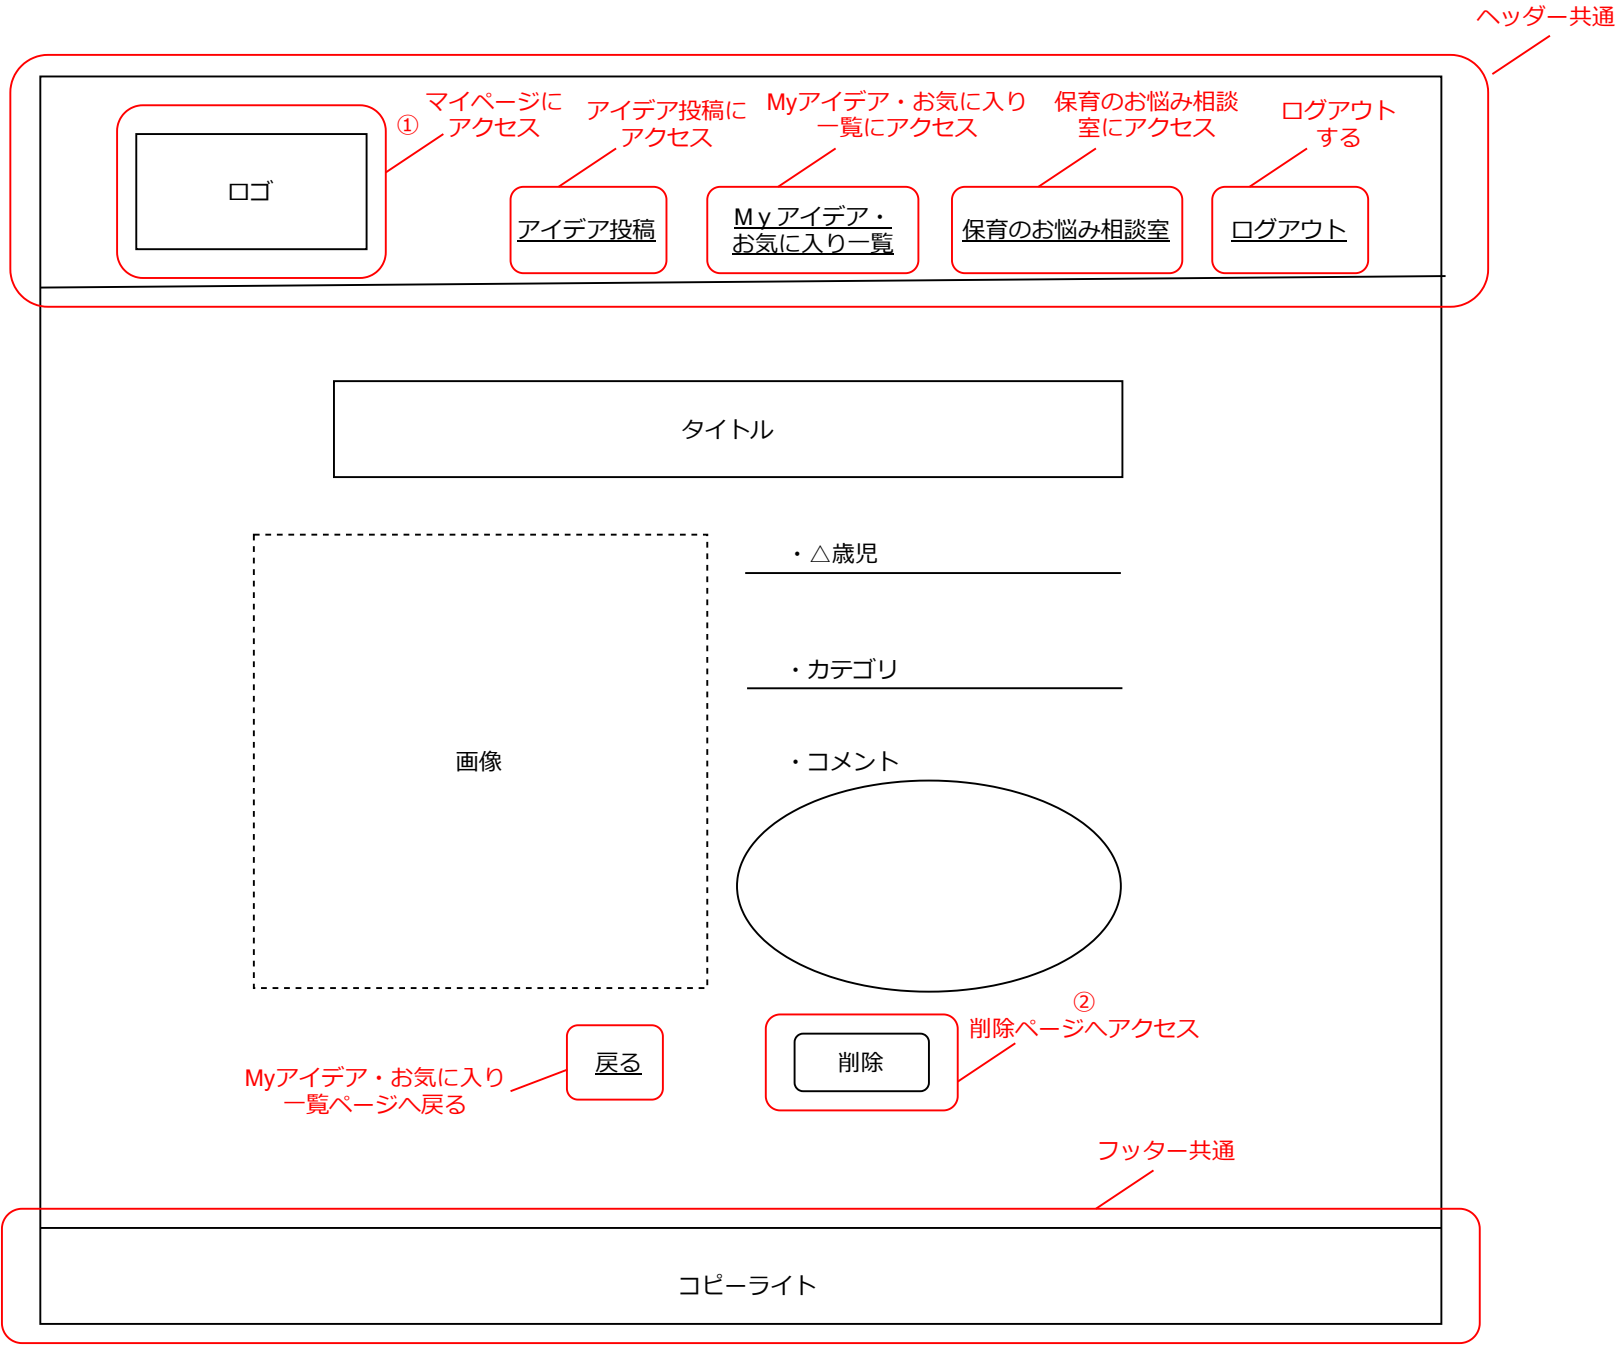 ヘッダー共通
①
マイページに
アクセス
アイデア投稿に
アクセス
Myアイデア・お気に入り
一覧にアクセス
保育のお悩み相談
室にアクセス
ログアウト
する
ロゴ
アイデア投稿
Ｍｙアイデア・
お気に入り一覧
保育のお悩み相談室
ログアウト
タイトル
・△歳児
・カテゴリ
画像
・コメント
②
削除ページへアクセス
戻る
削除
Myアイデア・お気に入り
一覧ページへ戻る
フッター共通
コピーライト